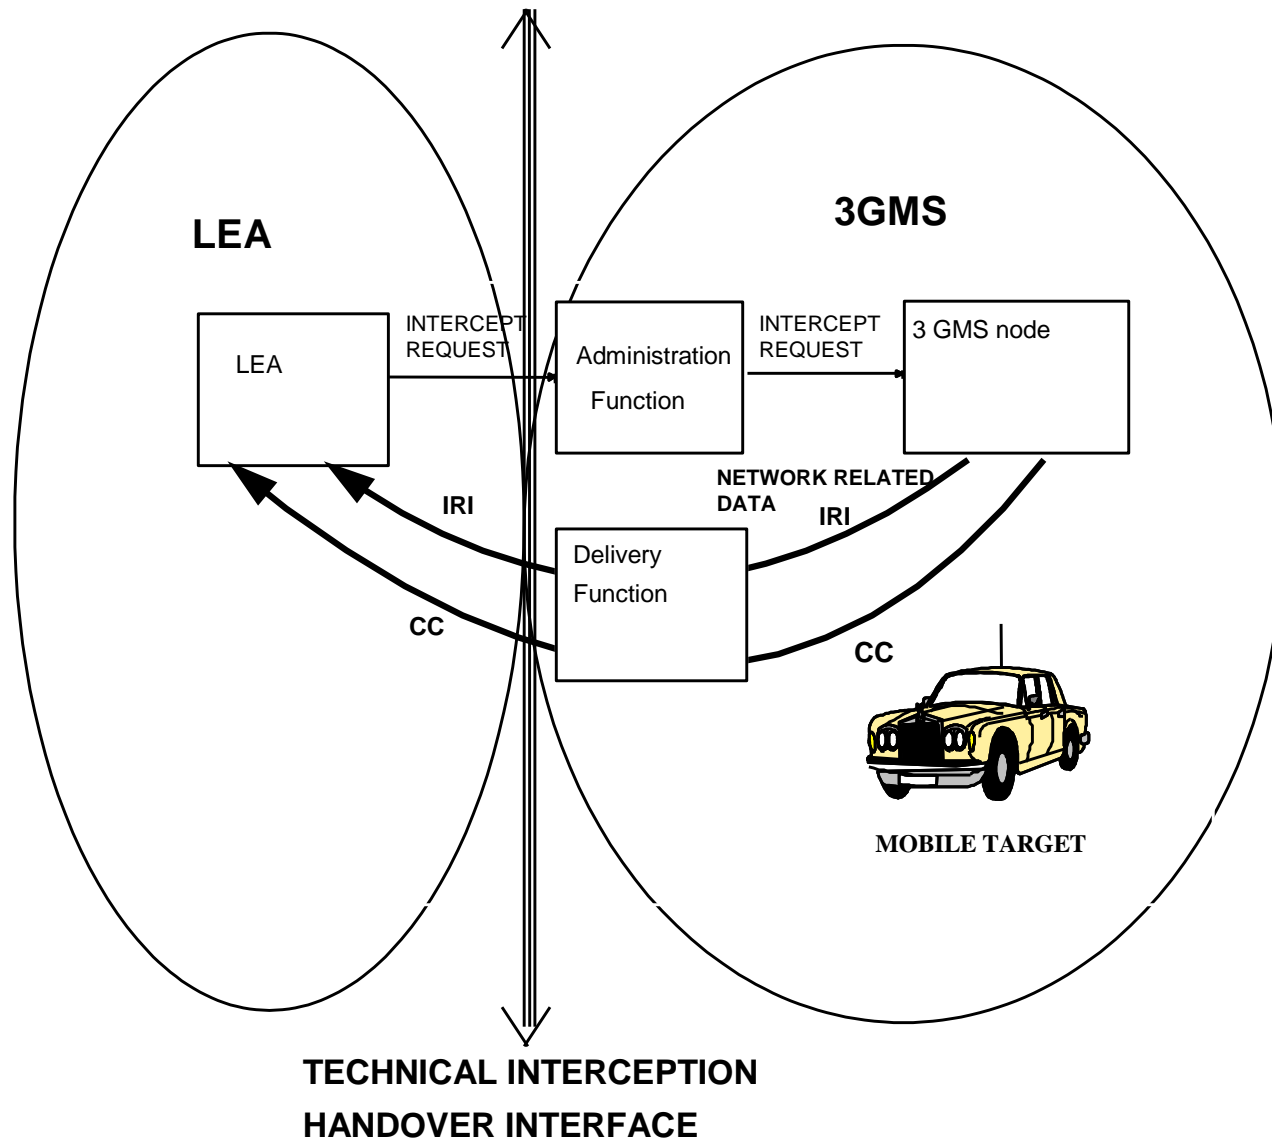 LEA
3GMS
INTERCEPT
REQUEST
INTERCEPT
REQUEST
3 GMS node
LEA
Administration
Function
NETWORK RELATED
DATA
IRI
IRI
Delivery
Function
CC
CC
MOBILE TARGET
TECHNICAL INTERCEPTION
HANDOVER INTERFACE